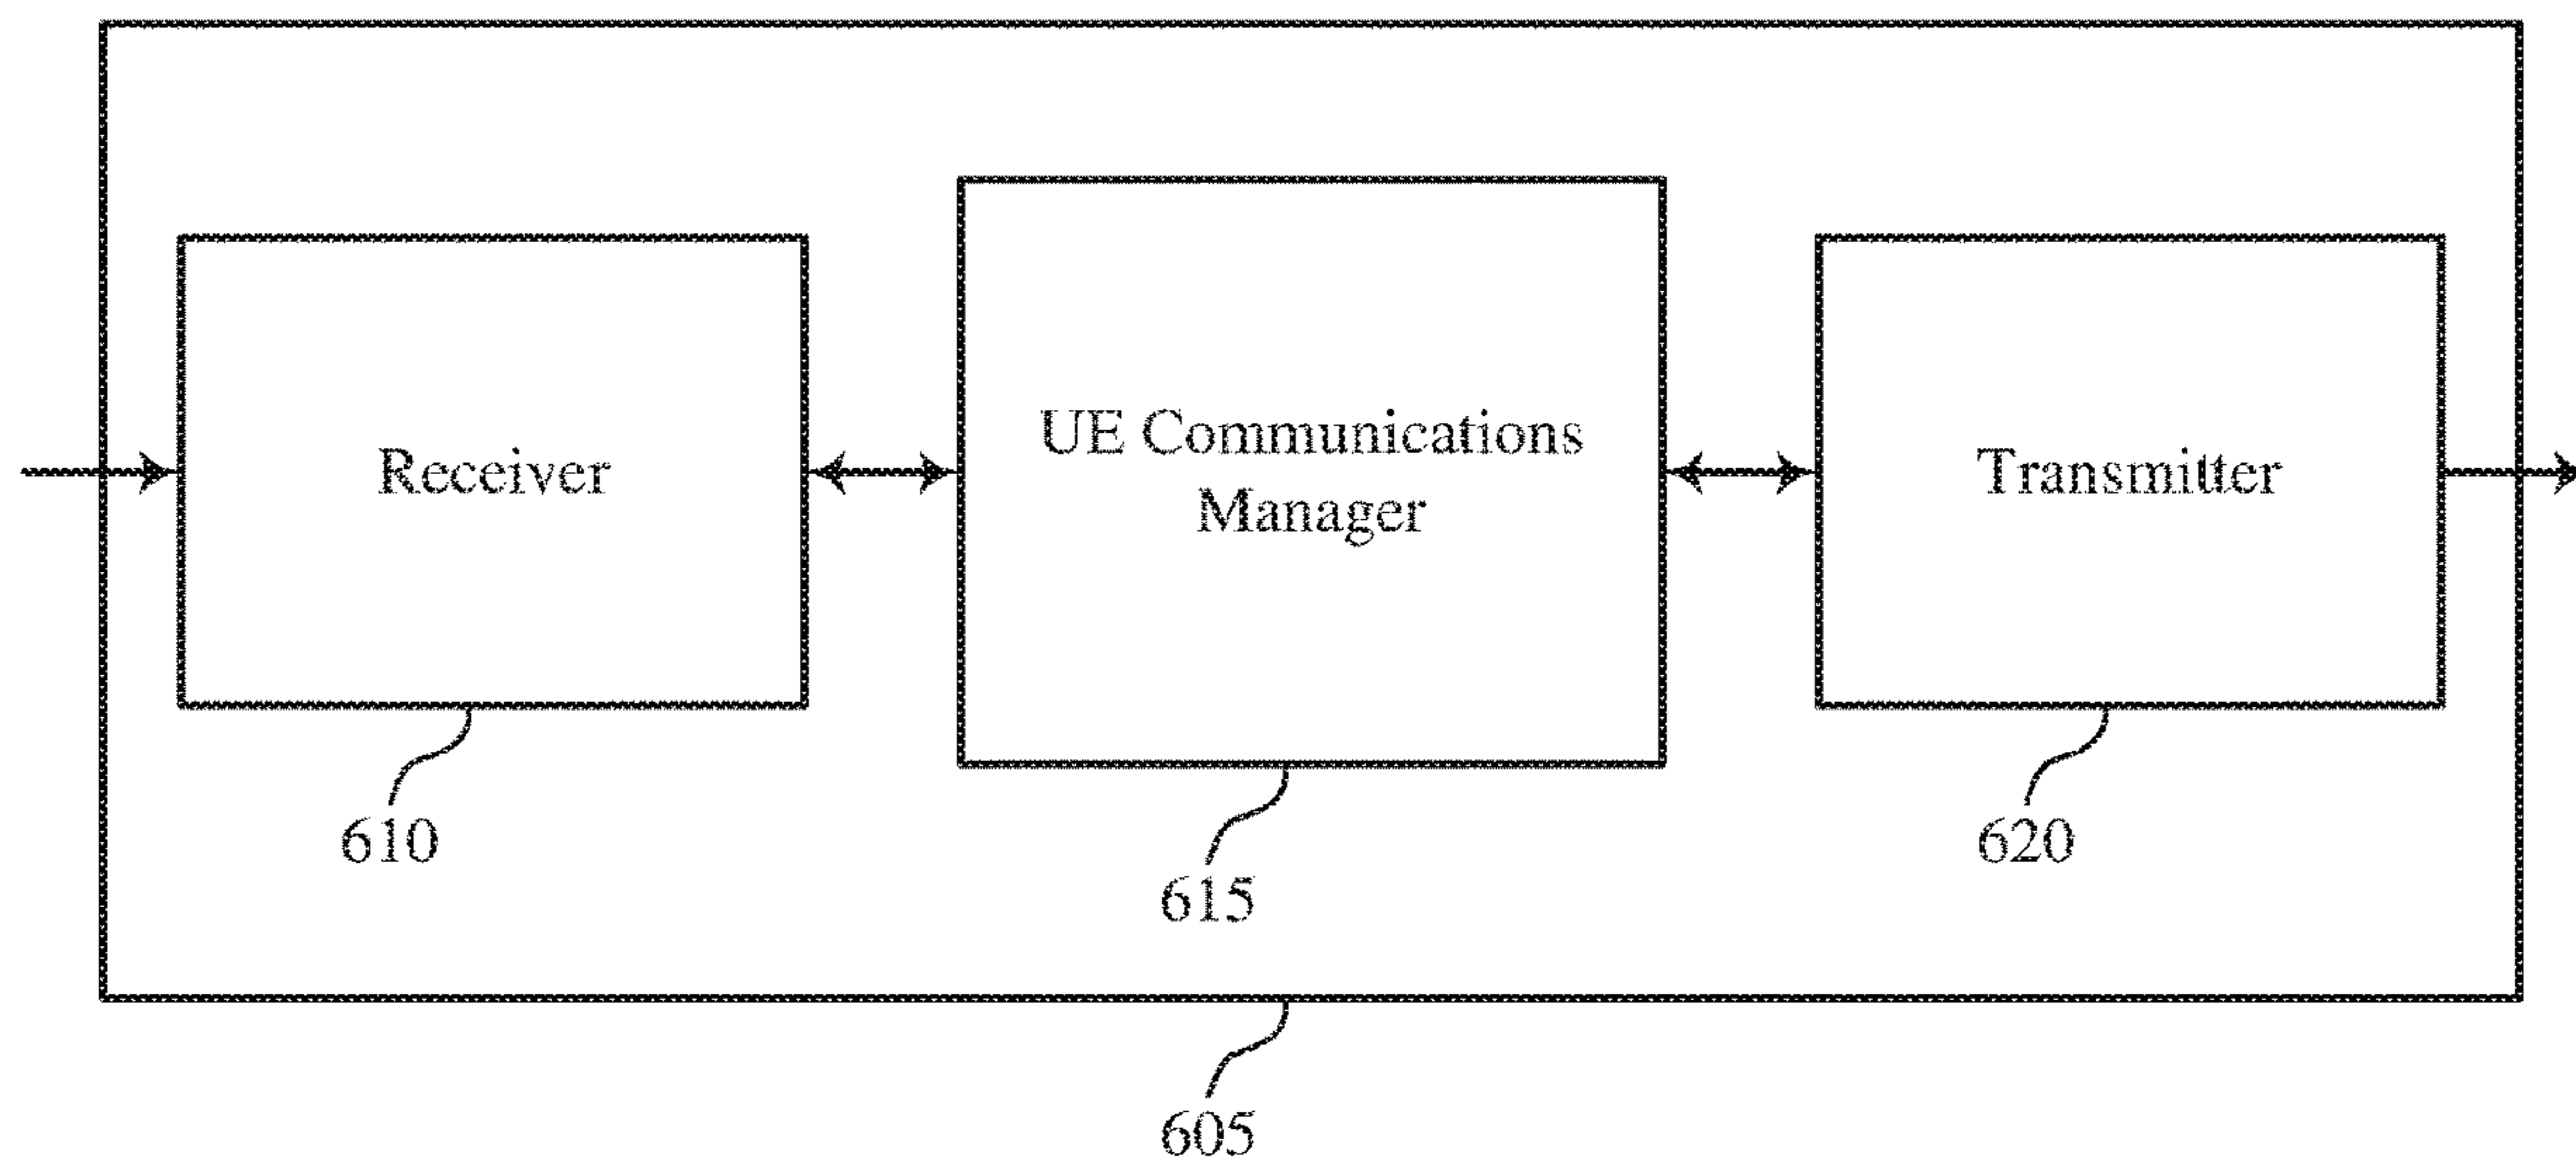 Receiver
UE Communications
Manager
Transmitter
610
615
620
605